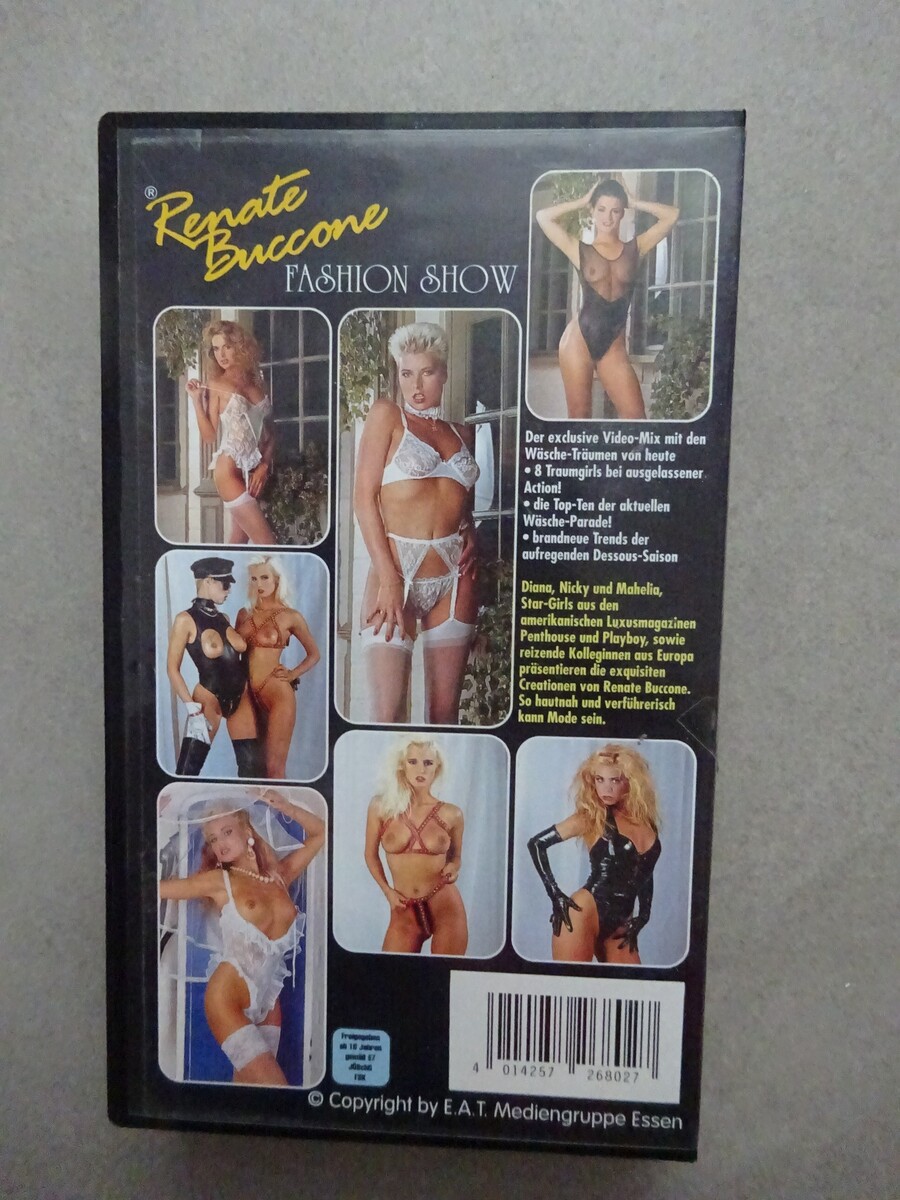 ® Renate
Buccone
FASHION SHOW
Der exclusive Video-Mix mit den
Wäsche-Träumen von heute
• 8 Traumgirls bei ausgelassener
Action!
• die Top-Ten der aktuellen
Wäsche-Parade!
• brandneue Trends der
aufregenden Dessous-Saison
Diana, Nicky und Mahelia,
Star-Girls aus den
amerikanischen Luxusmagazinen
Penthouse und Playboy, sowie
reizende Kolleginnen aus Europa
präsentieren die exquisiten
Creationen von Renate Buccone.
So hautnah und verführerisch
kann Mode sein.
Freigegeben
ab 16 Jahren
gemäß §7
JÖSchG
FSK
4 014257 268027
© Copyright by E.A.T. Mediengruppe Essen